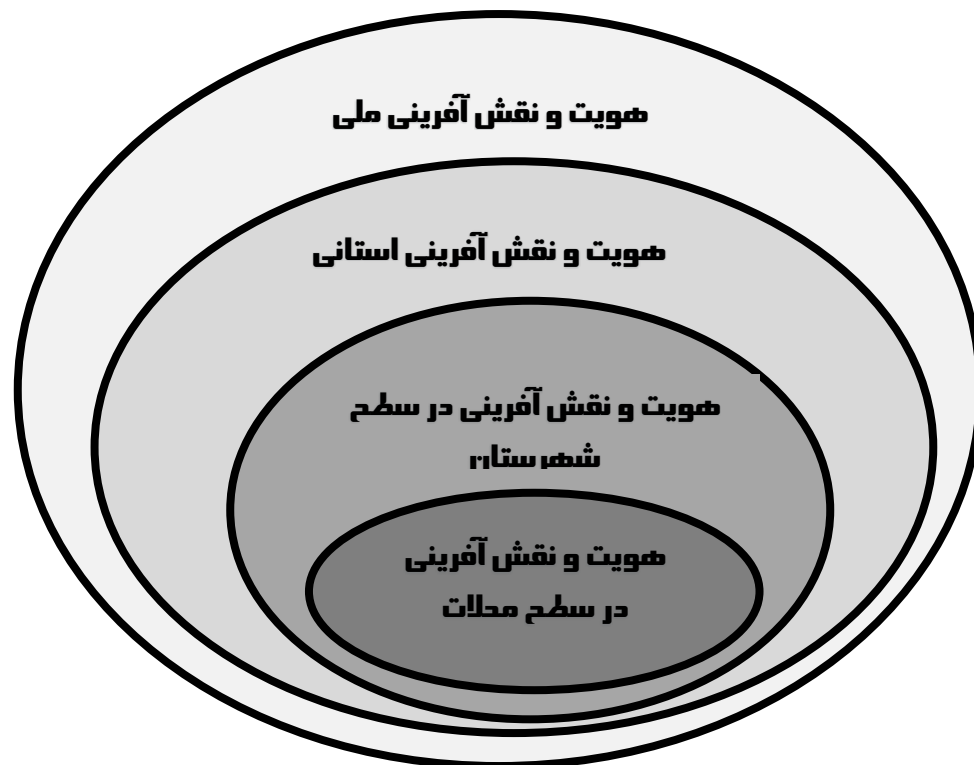 هویت و نقش آفرینی ملی
هویت و نقش آفرینی استانی
هویت و نقش آفرینی در سطح
شهرستان
هویت و نقش آفرینی
در سطح محلات